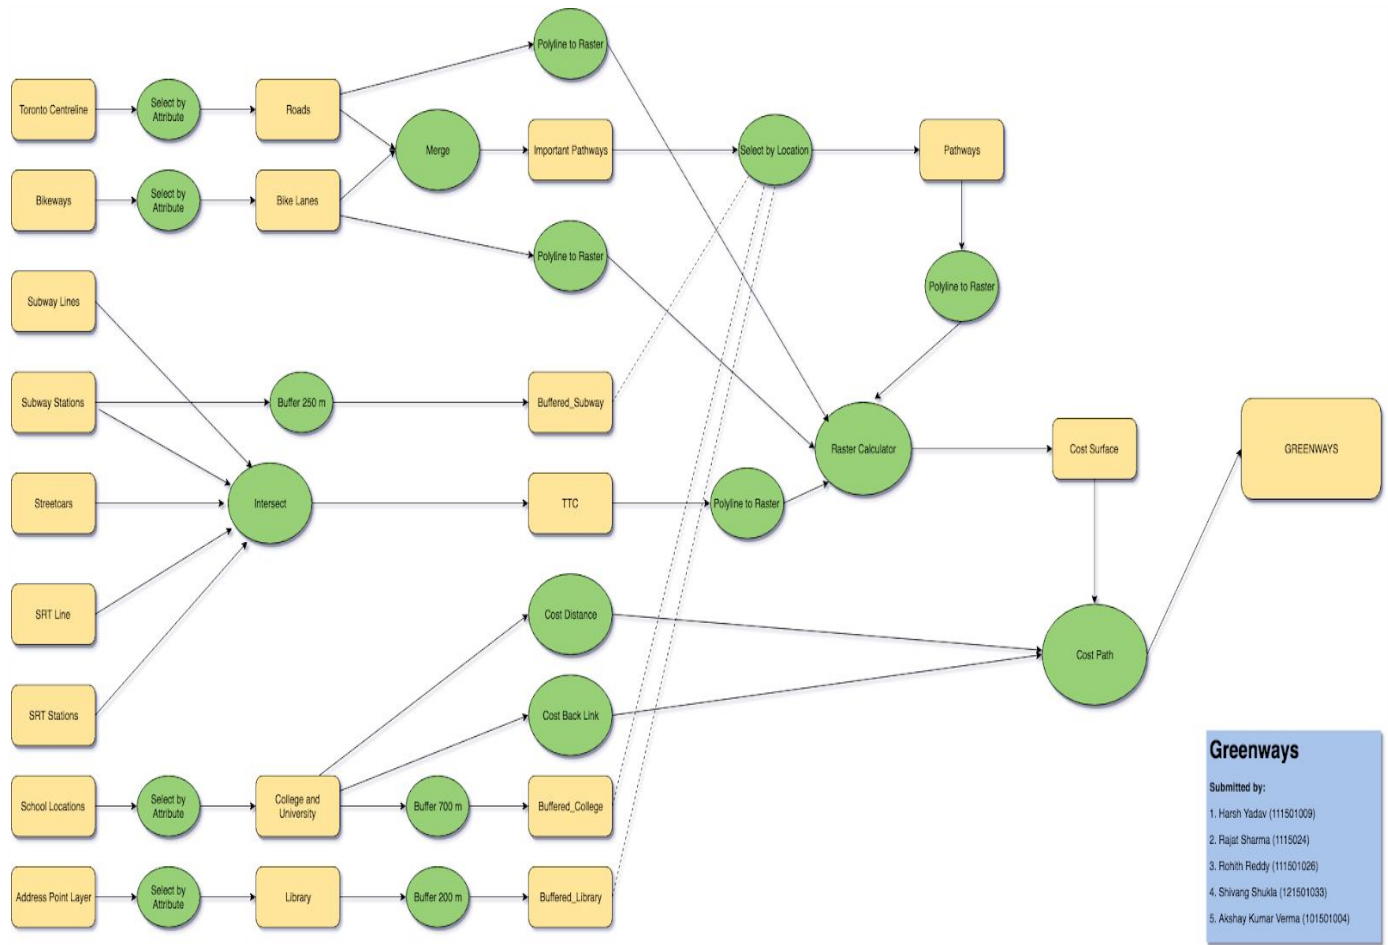 Polyline to Raster
Toronto Centreline
Select by
Attribute
Roads
Merge
Important Pathways
Select by Location
Pathways
Bikeways
Select by
Attribute
Bike Lanes
Polyline to Raster
Polyline to Raster
Subway Lines
Subway Stations
Buffer 250 m
Buffered_Subway
Raster Calculator
Cost Surface
GREENWAYS
Streetcars
Intersect
TTC
Polyline to Raster
SRT Line
Cost Distance
Cost Path
SRT Stations
Cost Back Link
School Locations
Select by
Attribute
College and
University
Buffer 700 m
Buffered_College
Address Point Layer
Select by
Attribute
Library
Buffer 200 m
Buffered_Library
Greenways
Submitted by:
1. Harsh Yadav (111501009)
2. Rajat Sharma (1115024)
3. Rohith Reddy (111501026)
4. Shivang Shukla (121501033)
5. Akshay Kumar Verma (101501004)